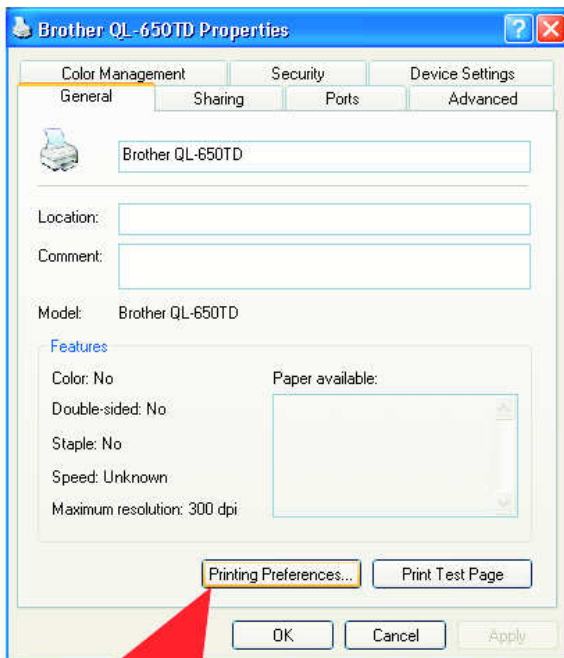 Brother QL-650TD Properties
Color Management Security Device Settings
General Sharing Ports Advanced
Brother QL-650TD
Location:
Comment:
Model: Brother QL-650TD
Features
Color: No Paper available:
Double-sided: No
Staple: No
Speed: Unknown
Maximum resolution: 300 dpi
Printing Preferences... Print Test Page
OK Cancel Apply